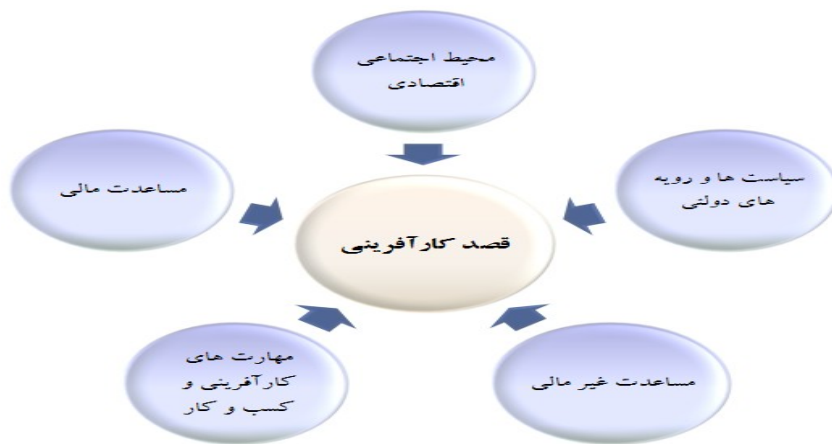 محیط اجتماعی
اقتصادی
سیاست ها و رویه
های دولتی
مساعدت مالی
قصد کارآفرینی
مهارت های
کارآفرینی و
کسب و کار
مساعدت غیر مالی